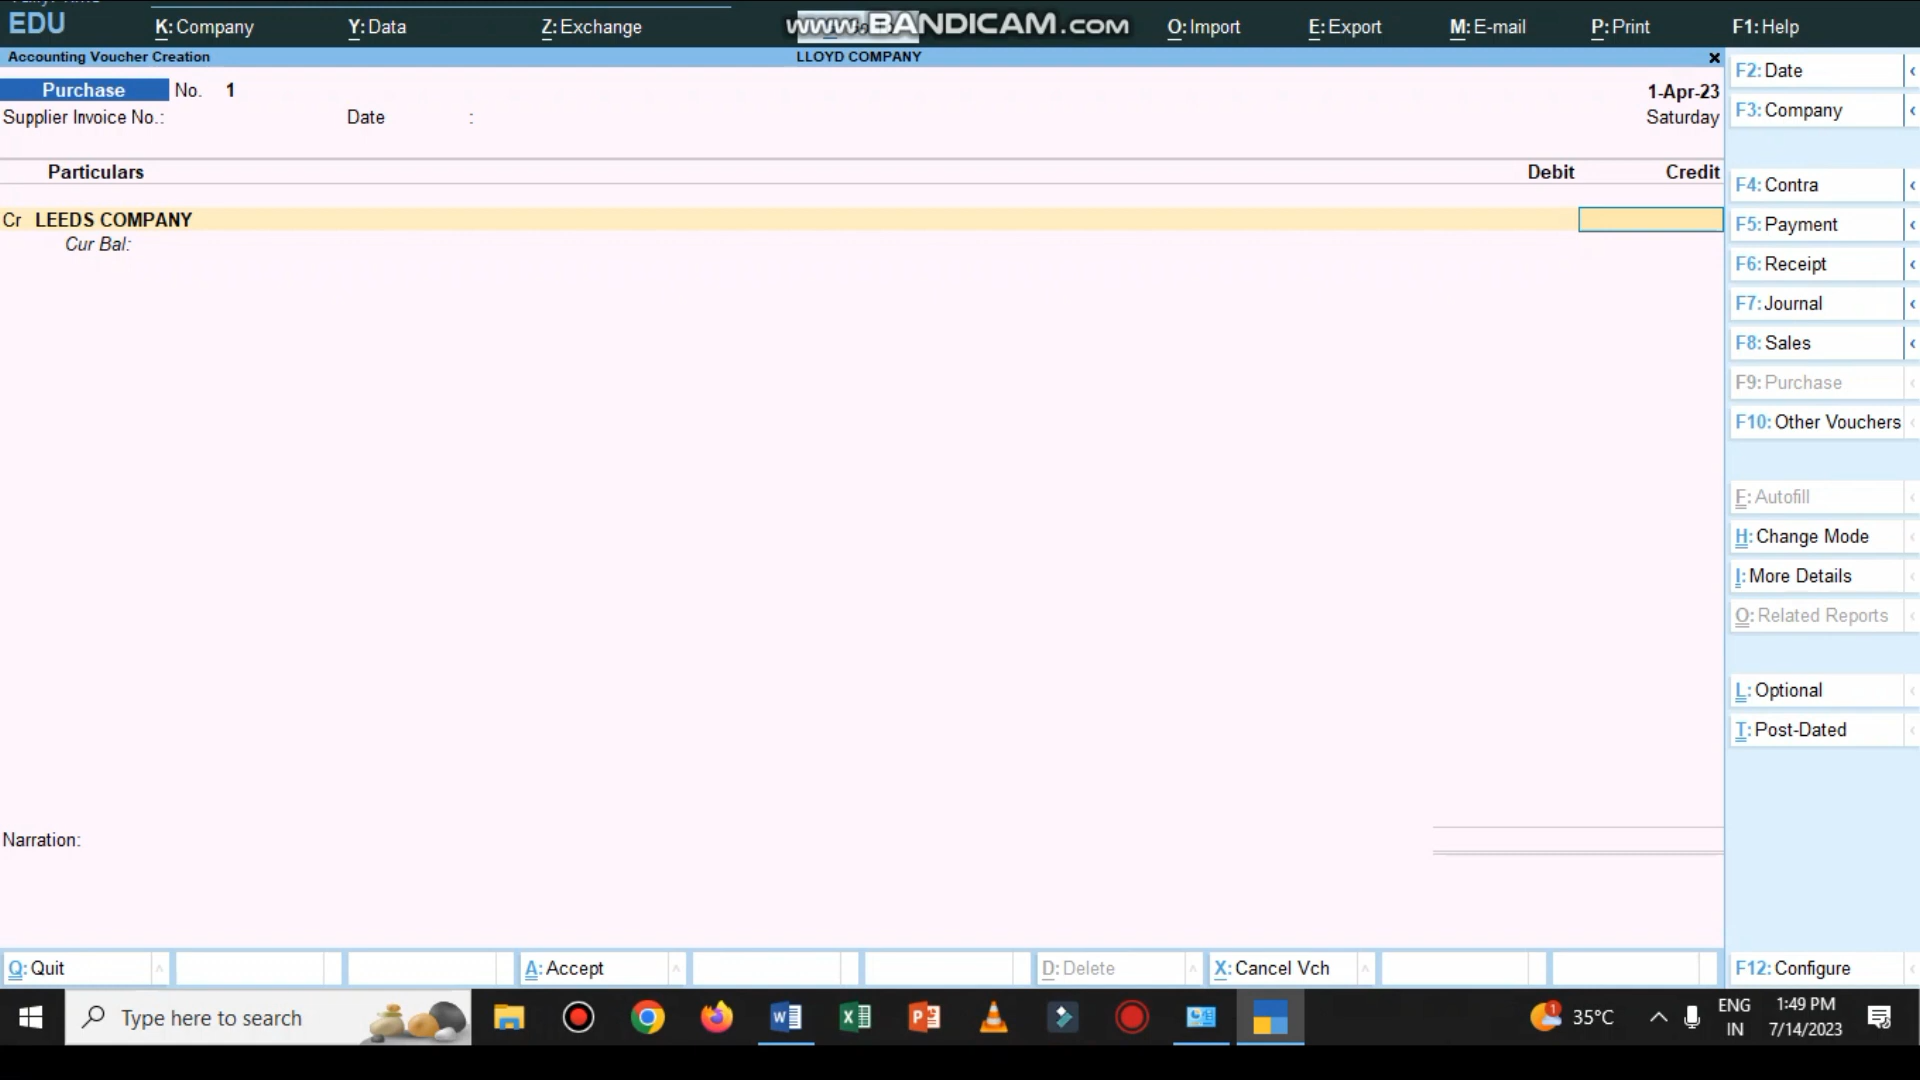 EDU
K: Company
Y: Data
Z: Exchange
www.BANDICAM.com
O: Import
E: Export
M: E-mail
P: Print
F1: Help
Accounting Voucher Creation
LLOYD COMPANY
Purchase No. 1
1-Apr-23
Supplier Invoice No.:
Date :
Saturday
Particulars
Debit
Credit
Cr LEEDS COMPANY
Cur Bal:
Narration:
F2: Date
F3: Company
F4: Contra
F5: Payment
F6: Receipt
F7: Journal
F8: Sales
F9: Purchase
F10: Other Vouchers
F: Autofill
H: Change Mode
I: More Details
O: Related Reports
L: Optional
T: Post-Dated
F12: Configure
Q: Quit
A: Accept
D: Delete
X: Cancel Vch
Type here to search
1
35°C
ENG
IN
1:49 PM
7/14/2023